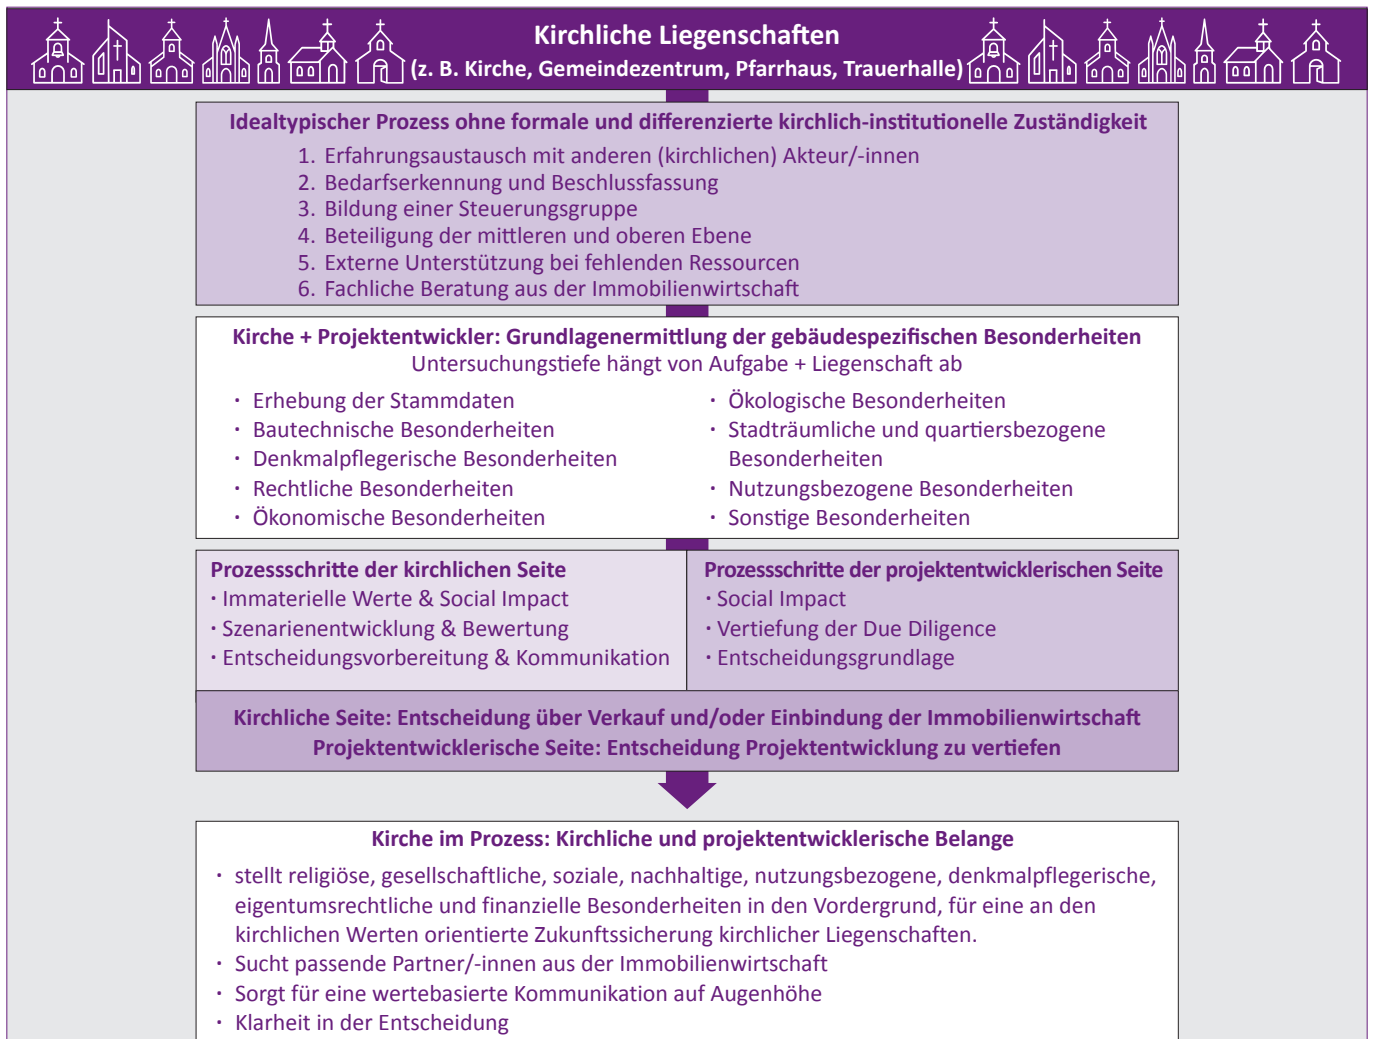 Kirchliche Liegenschaften
(z. B. Kirche, Gemeindezentrum, Pfarrhaus, Trauerhalle)
Idealtypischer Prozess ohne formale und differenzierte kirchlich-institutionelle Zuständigkeit
1. Erfahrungsaustausch mit anderen (kirchlichen) Akteur/-innen
2. Bedarfserkennung und Beschlussfassung
3. Bildung einer Steuerungsgruppe
4. Beteiligung der mittleren und oberen Ebene
5. Externe Unterstützung bei fehlenden Ressourcen
6. Fachliche Beratung aus der Immobilienwirtschaft
Kirche + Projektentwickler: Grundlagenermittlung der gebäudespezifischen Besonderheiten
Untersuchungstiefe hängt von Aufgabe + Liegenschaft ab
· Erhebung der Stammdaten
· Bautechnische Besonderheiten
· Denkmalpflegerische Besonderheiten
· Rechtliche Besonderheiten
· Ökonomische Besonderheiten
· Ökologische Besonderheiten
· Stadträumliche und quartiersbezogene
Besonderheiten
· Nutzungsbezogene Besonderheiten
· Sonstige Besonderheiten
Prozessschritte der kirchlichen Seite
· Immaterielle Werte & Social Impact
· Szenarienentwicklung & Bewertung
· Entscheidungsvorbereitung & Kommunikation
Prozessschritte der projektentwicklerischen Seite
· Social Impact
· Vertiefung der Due Diligence
· Entscheidungsgrundlage
Kirchliche Seite: Entscheidung über Verkauf und/oder Einbindung der Immobilienwirtschaft
Projektentwicklerische Seite: Entscheidung Projektentwicklung zu vertiefen
Kirche im Prozess: Kirchliche und projektentwicklerische Belange
· stellt religiöse, gesellschaftliche, soziale, nachhaltige, nutzungsbezogene, denkmalpflegerische,
eigentumsrechtliche und finanzielle Besonderheiten in den Vordergrund, für eine an den
kirchlichen Werten orientierte Zukunftssicherung kirchlicher Liegenschaften.
· Sucht passende Partner/-innen aus der Immobilienwirtschaft
· Sorgt für eine wertebasierte Kommunikation auf Augenhöhe
· Klarheit in der Entscheidung